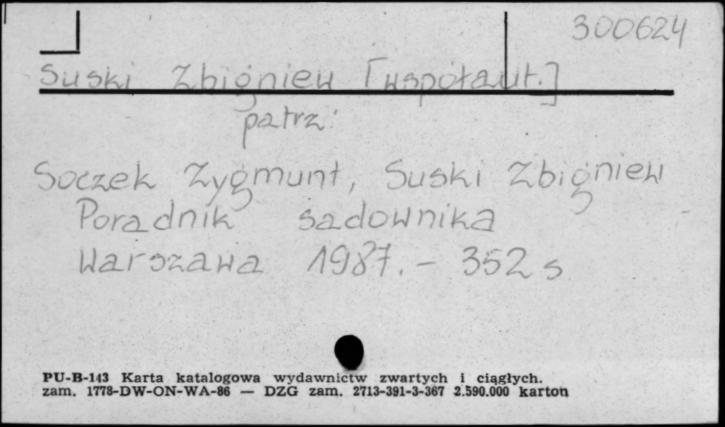 300624
Suski Zbigniew [współaut.]
patrz:
Soczek Zygmunt, Suski Zbigniew
Poradnik sadownika
Warszawa 1987. - 352 s
PU-B-143 Karta katalogowa wydawnictw zwartych i ciągłych.
zam. 1778-DW-ON-WA-86 — DZG zam. 2713-391-3-367 2.590.000 karton